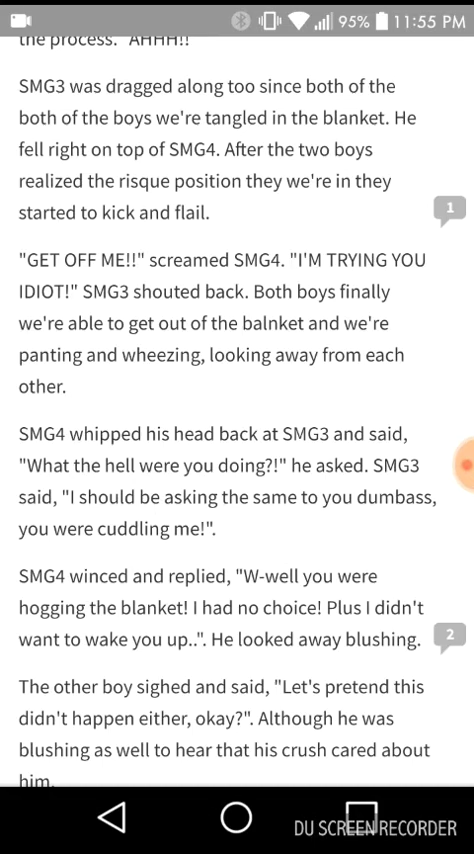 95% 11:55 PM
the process. "AHHH!!
SMG3 was dragged along too since both of the
both of the boys we're tangled in the blanket. He
fell right on top of SMG4. After the two boys
realized the risque position they we're in they
started to kick and flail.
1
"GET OFF ME!!" screamed SMG4. "I'M TRYING YOU
IDIOT!" SMG3 shouted back. Both boys finally
we're able to get out of the balnket and we're
panting and wheezing, looking away from each
other.
SMG4 whipped his head back at SMG3 and said,
"What the hell were you doing?!" he asked. SMG3
said, "I should be asking the same to you dumbass,
you were cuddling me!".
SMG4 winced and replied, "W-well you were
hogging the blanket! I had no choice! Plus I didn't
want to wake you up..". He looked away blushing.
2
The other boy sighed and said, "Let's pretend this
didn't happen either, okay?". Although he was
blushing as well to hear that his crush cared about
him.
DU SCREEN RECORDER